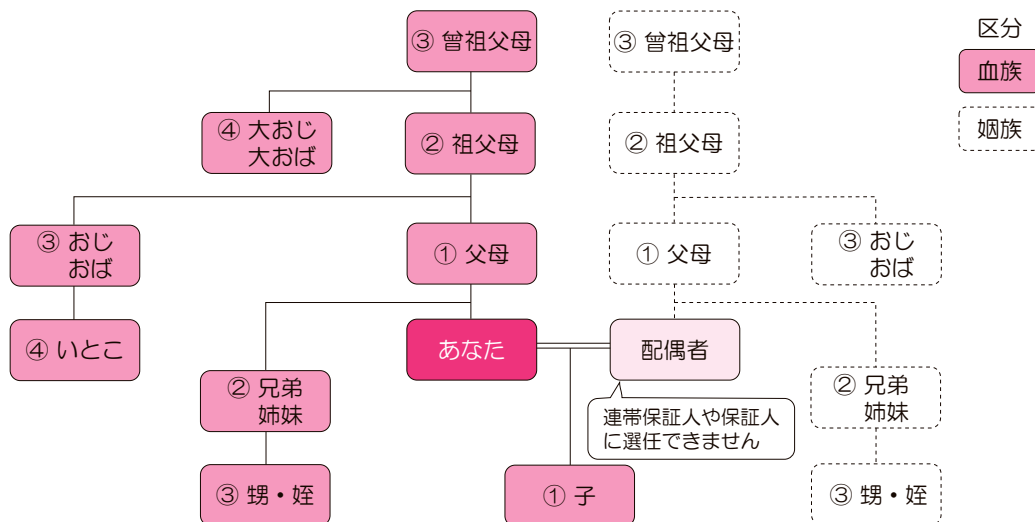 ③ 曾祖父母
③ 曾祖父母
区分
血族
④ 大おじ
大おば
② 祖父母
② 祖父母
姻族
③ おじ
おば
① 父母
① 父母
③ おじ
おば
④ いとこ
あなた
配偶者
② 兄弟
姉妹
連帯保証人や保証人
に選任できません
② 兄弟
姉妹
③ 甥・姪
① 子
③ 甥・姪